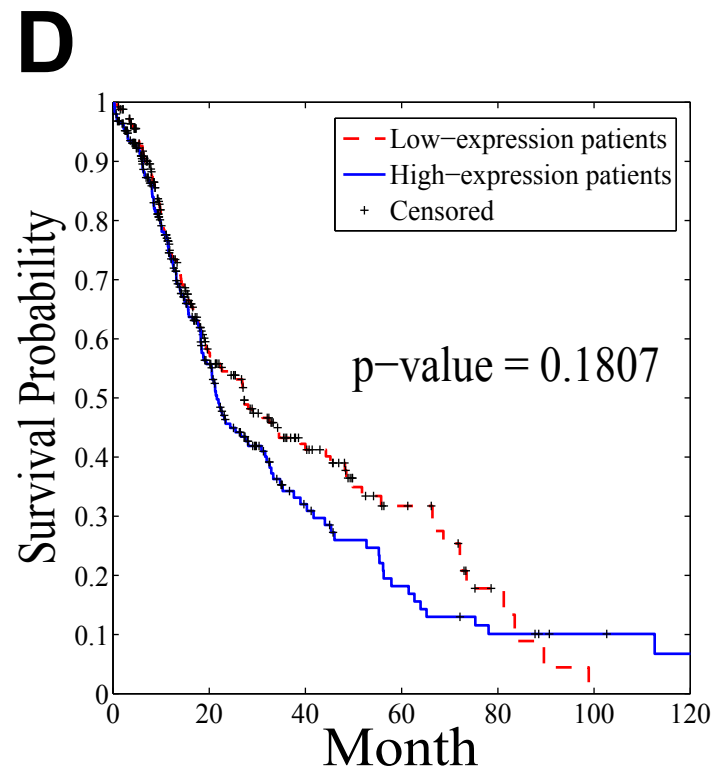 D
Low−expression patients
High−expression patients
Censored
p−value = 0.1807
Survival Probability
1
0.9
0.8
0.7
0.6
0.5
0.4
0.3
0.2
0.1
0
0 20 40 60 80 100 120
Month